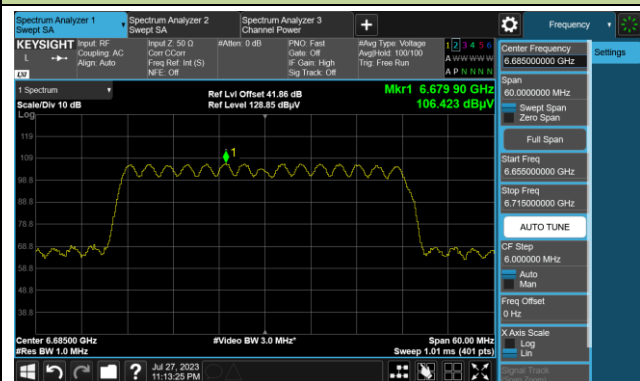 Spectrum Analyzer 1
Swept SA
Spectrum Analyzer 2
Swept SA
Spectrum Analyzer 3
Channel Power
Frequency
KEYSIGHT
L
LXI
Input: RF
Coupling: AC
Align: Auto
Input Z: 50 Ω
Corr CCorr
Freq Ref: Int (S)
NFE: Off
#Atten: 0 dB
PNO: Fast
Gate: Off
IF Gain: High
Sig Track: Off
#Avg Type: Voltage
Avg|Hold: 100/100
Trig: Free Run
1 2 3 4 5 6
A W W W W W
A P N N N N
Settings
1 Spectrum
Scale/Div 10 dB
Log
Ref Lvl Offset 41.86 dB
Ref Level 128.85 dBµV
Mkr1 6.679 90 GHz
106.423 dBµV
119
109
98.8
88.8
78.8
68.8
58.8
48.8
38.8
1
Center 6.68500 GHz
#Res BW 1.0 MHz
#Video BW 3.0 MHz*
Span 60.00 MHz
Sweep 1.01 ms (401 pts)
Jul 27, 2023
11:13:25 PM
Center Frequency
6.685000000 GHz
Span
60.0000000 MHz
Swept Span
Zero Span
Full Span
Start Freq
6.655000000 GHz
Stop Freq
6.715000000 GHz
AUTO TUNE
CF Step
6.000000 MHz
Auto
Man
Freq Offset
0 Hz
X Axis Scale
Log
Lin
Signal Track